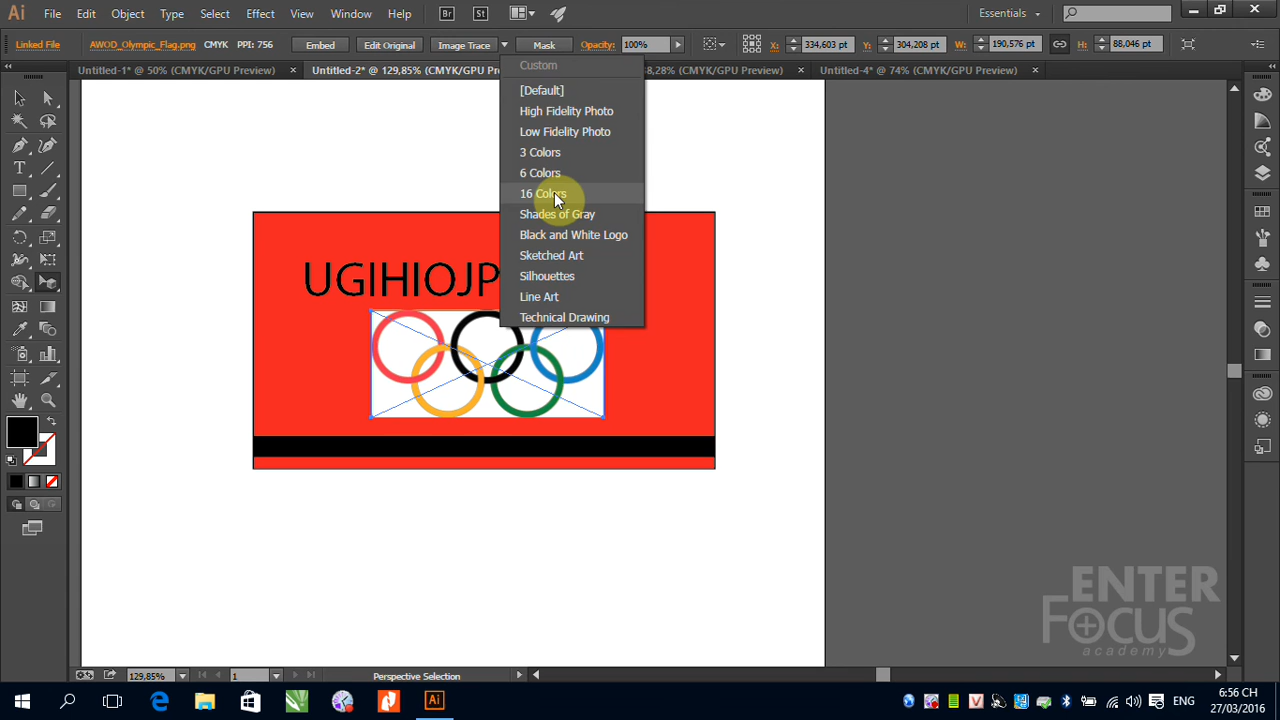 Ai File Edit Object Type Select Effect View Window Help Br St Essentials
Linked File AWOD_Olympic_Flag.png CMYK PPI: 756 Embed Edit Original Image Trace Mask Opacity: 100% X: 334,603 pt Y: 304,208 pt W: 190,576 pt H: 88,046 pt
Untitled-1* @ 50% (CMYK/GPU Preview) × Untitled-2* @ 129,85% (CMYK/GPU Pre 8,28% (CMYK/GPU Preview) × Untitled-4* @ 74% (CMYK/GPU Preview) ×
Custom
[Default]
High Fidelity Photo
Low Fidelity Photo
3 Colors
6 Colors
16 Colors
Shades of Gray
Black and White Logo
Sketched Art
Silhouettes
Line Art
Technical Drawing
UGIHIOJP
ENTER
FOCUS
academy
129,85% 1 Perspective Selection
Ai ENG 6:56 CH
27/03/2016